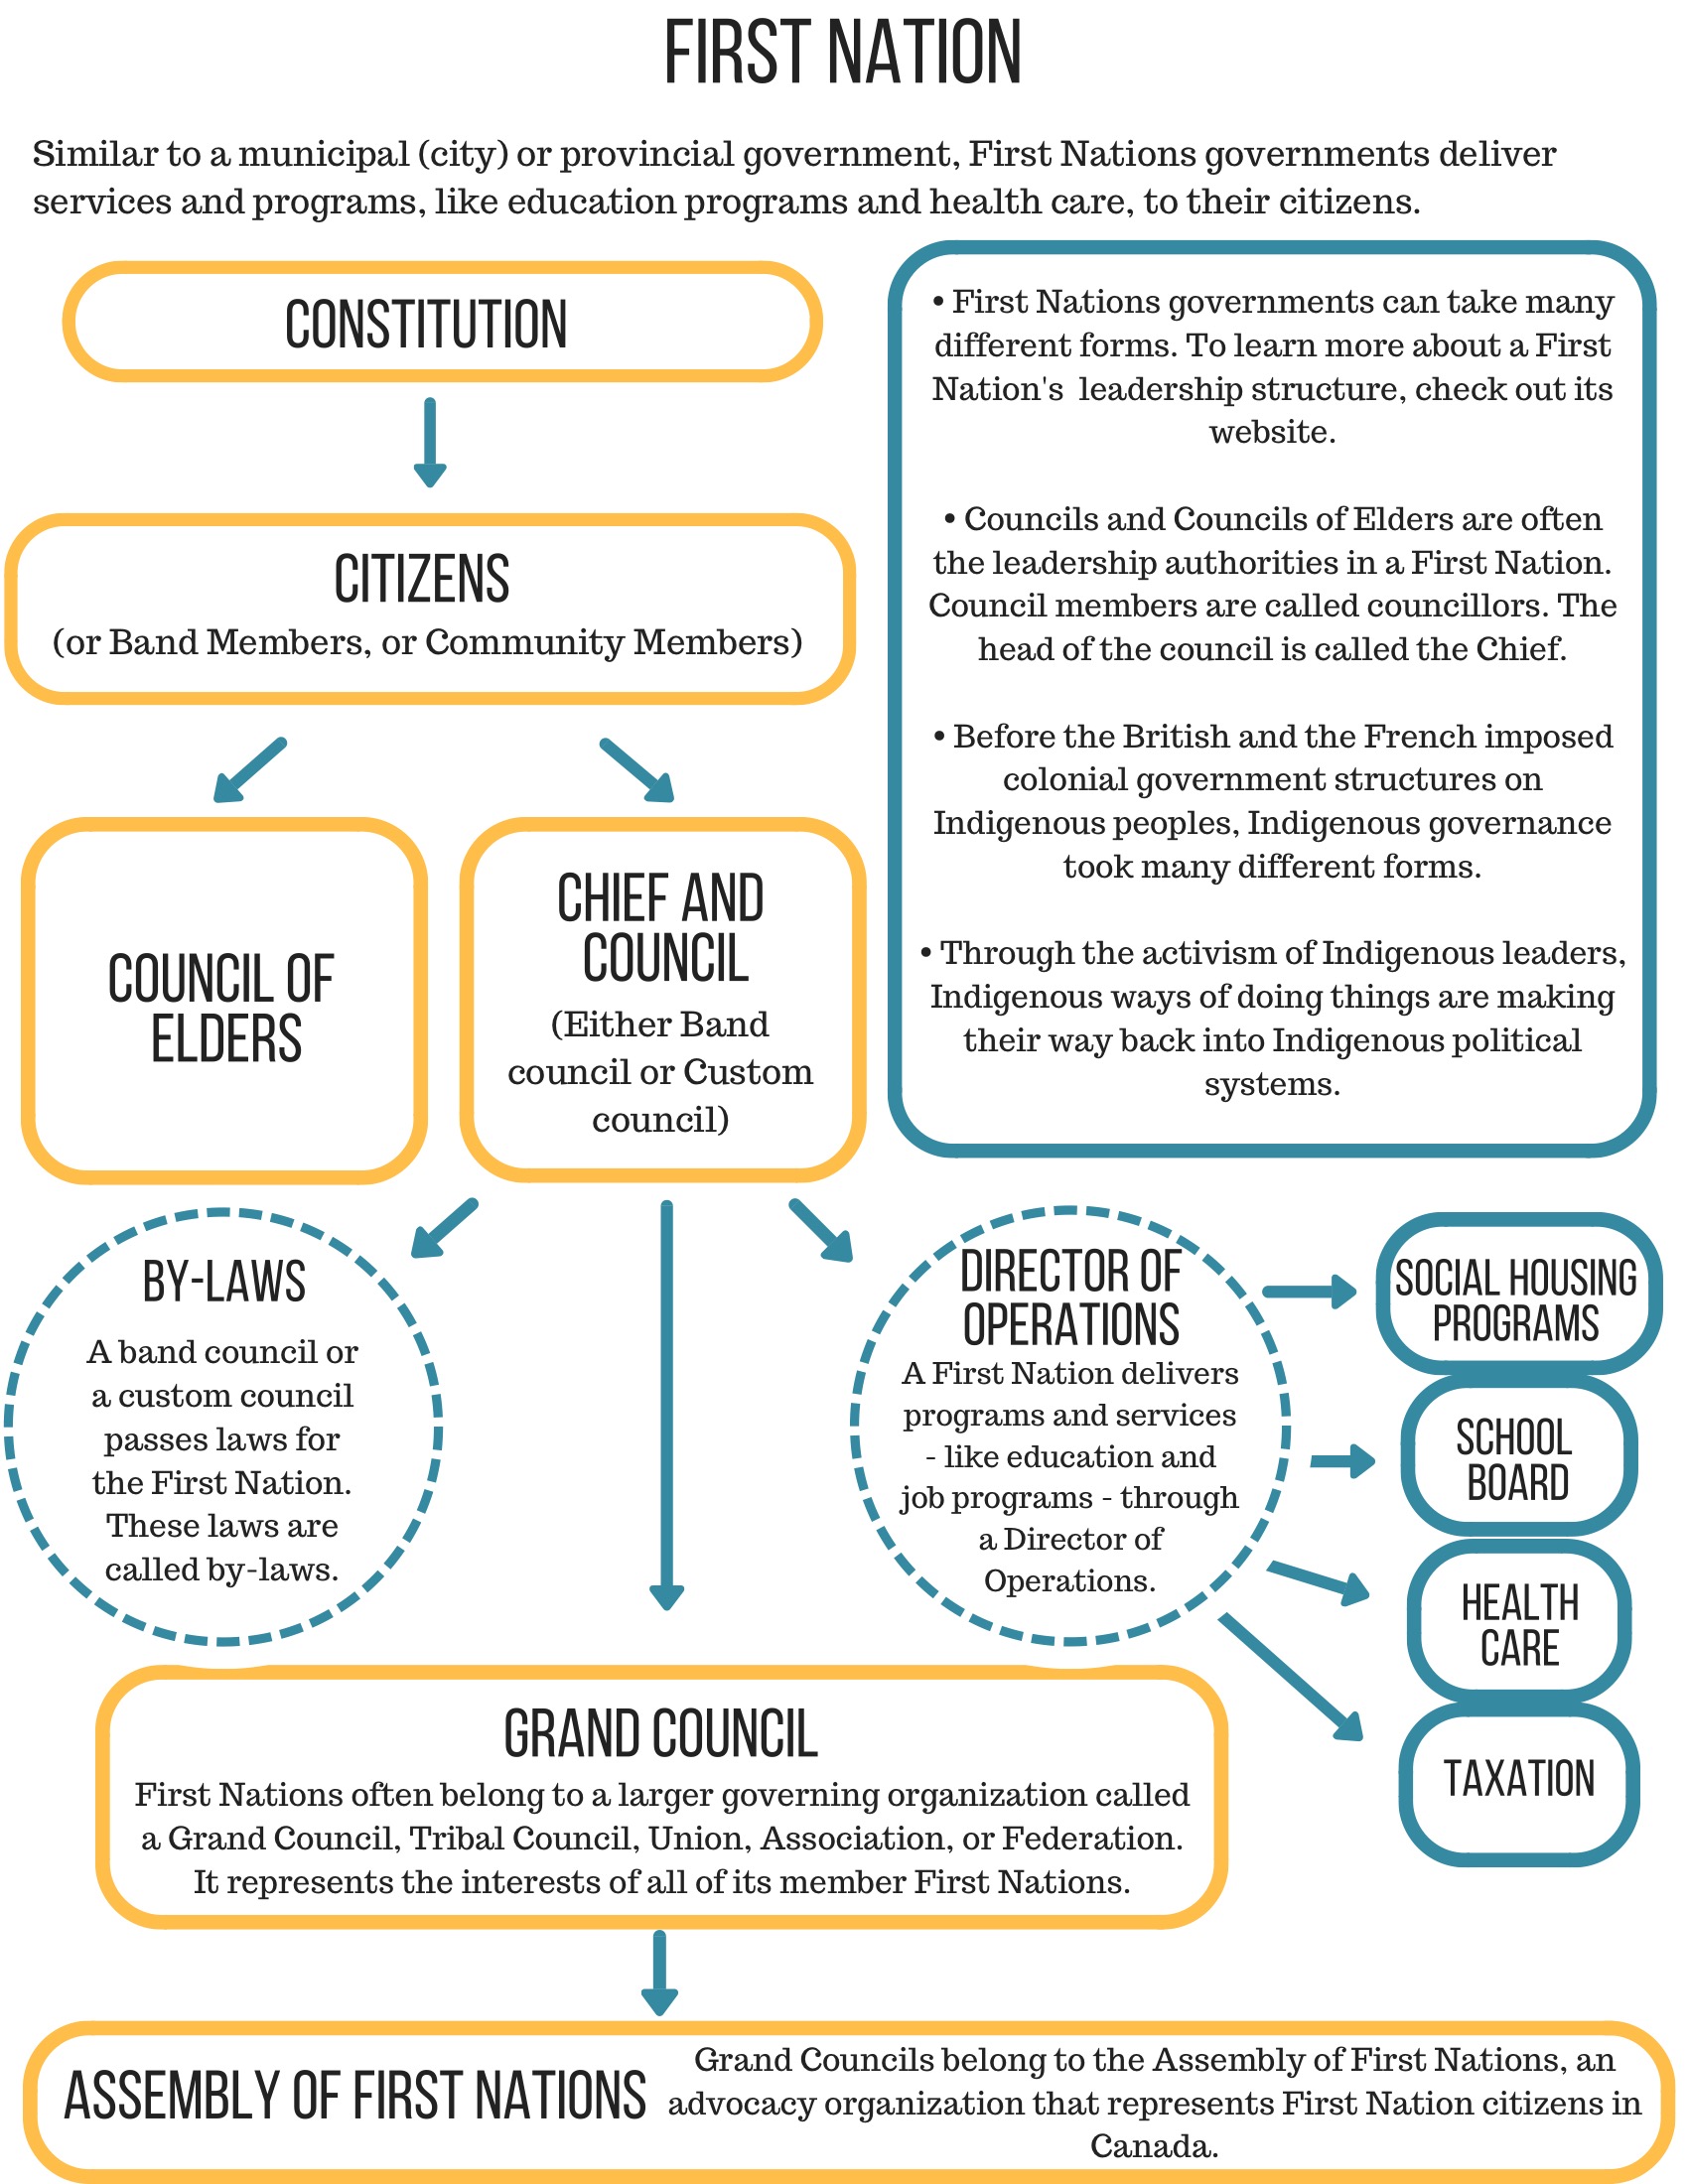 FIRST NATION
Similar to a municipal (city) or provincial government, First Nations governments deliver
services and programs, like education programs and health care, to their citizens.
CONSTITUTION
CITIZENS
(or Band Members, or Community Members)
COUNCIL OF
ELDERS
CHIEF AND
COUNCIL
(Either Band
council or Custom
council)
• First Nations governments can take many
different forms. To learn more about a First
Nation's  leadership structure, check out its
website.
• Councils and Councils of Elders are often
the leadership authorities in a First Nation.
Council members are called councillors. The
head of the council is called the Chief.
• Before the British and the French imposed
colonial government structures on
Indigenous peoples, Indigenous governance
took many different forms.
• Through the activism of Indigenous leaders,
Indigenous ways of doing things are making
their way back into Indigenous political
systems.
BY-LAWS
A band council or
a custom council
passes laws for
the First Nation.
These laws are
called by-laws.
DIRECTOR OF
OPERATIONS
A First Nation delivers
programs and services
- like education and
job programs - through
a Director of
Operations.
SOCIAL HOUSING
PROGRAMS
SCHOOL
BOARD
HEALTH
CARE
TAXATION
GRAND COUNCIL
First Nations often belong to a larger governing organization called
a Grand Council, Tribal Council, Union, Association, or Federation.
It represents the interests of all of its member First Nations.
ASSEMBLY OF FIRST NATIONS
Grand Councils belong to the Assembly of First Nations, an
advocacy organization that represents First Nation citizens in
Canada.